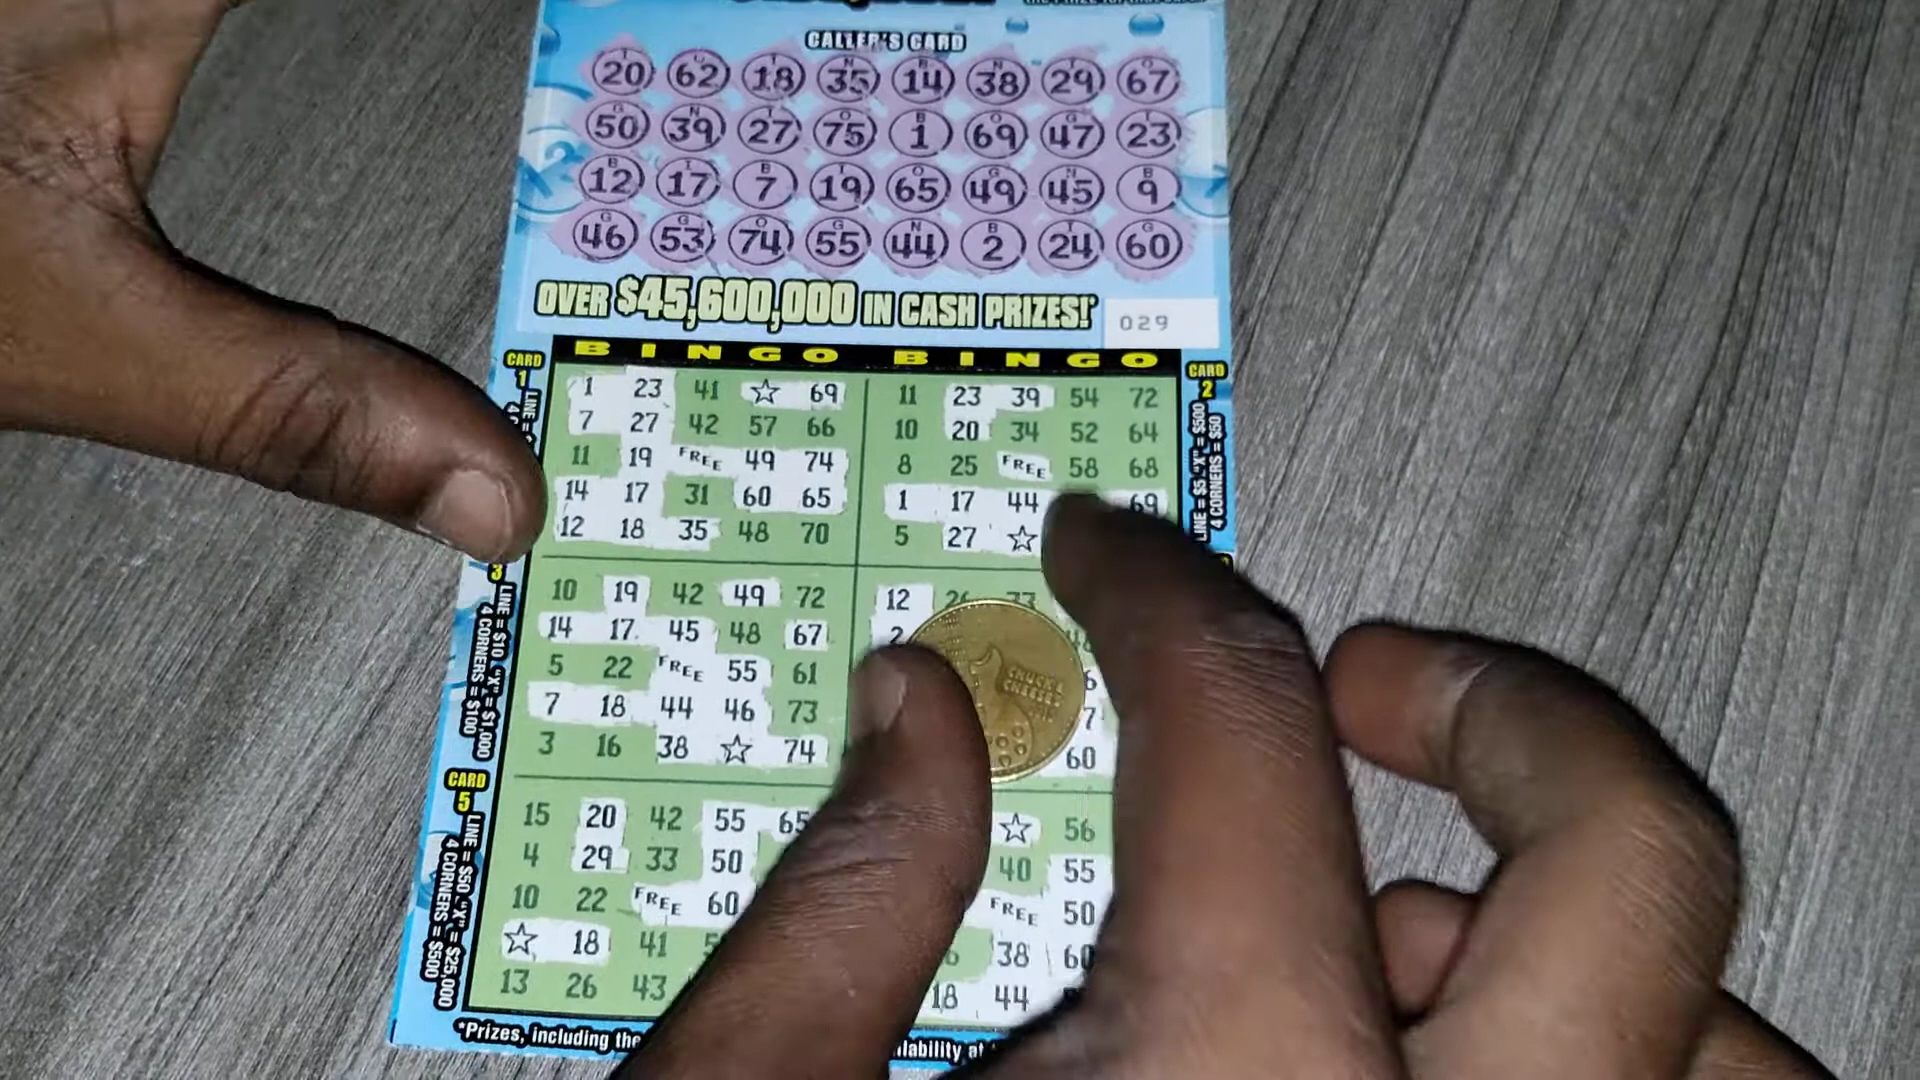 CALLER'S CARD
20 62 18 35 14 38 29 67
50 39 27 75 1 69 47 23
12 17 7 19 65 49 45 9
46 53 74 55 44 2 24 60
OVER $45,600,000 IN CASH PRIZES!*
029
B I N G O B I N G O
CARD 1
LINE =
CARD 2
LINE = $5 "X" = $500
4 CORNERS = $50
1 23 41 ☆ 69
7 27 42 57 66
11 19 FREE 49 74
14 17 31 60 65
12 18 35 48 70
11 23 39 54 72
10 20 34 52 64
8 25 FREE 58 68
1 17 44 69
5 27 ☆
3
LINE = $10 "X" = $1,000
4 CORNERS = $100
10 19 42 49 72
14 17 45 48 67
5 22 FREE 55 61
7 18 44 46 73
3 16 38 ☆ 74
12
2
60
CHUCK E
CHEESE
CARD 5
LINE = $50 "X" = $25,000
4 CORNERS = $500
15 20 42 55 65
4 29 33 50
10 22 FREE 60
☆ 18 41
13 26 43
☆ 56
40 55
FREE 50
38 60
18 44
*Prizes, including the